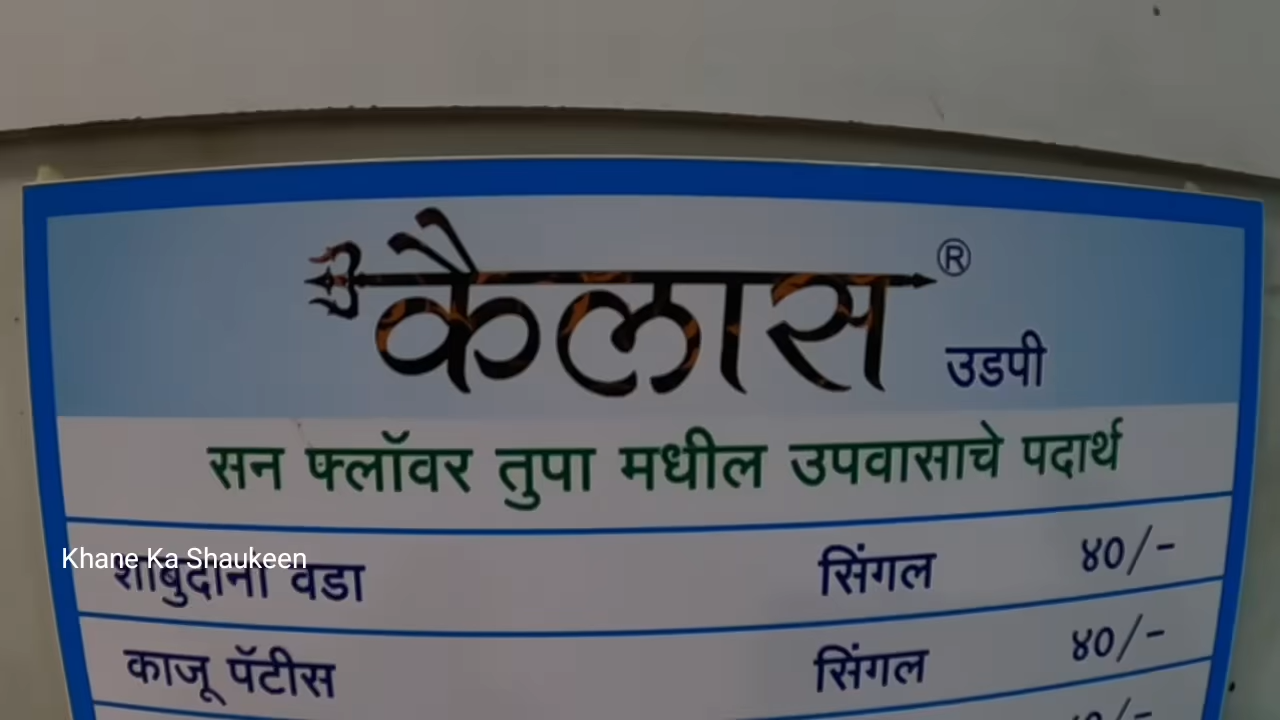 कैलास ®
उडपी
सन फ्लॉवर तुपा मधील उपवासाचे पदार्थ
Khane Ka Shaukeen
शाबुदाना वडा सिंगल ४०/-
काजू पॅटीस सिंगल ४०/-